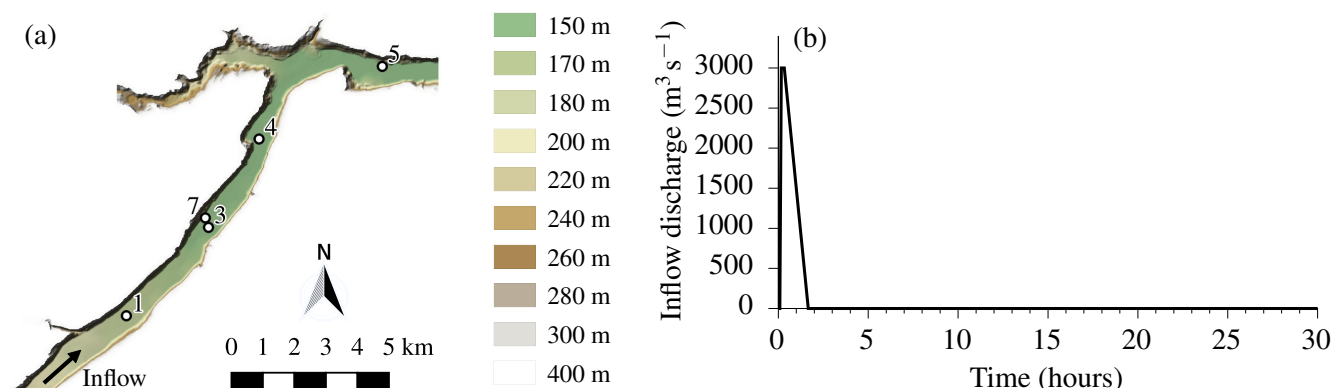 (a)
5
4
7
3
1
N
0 1 2 3 4 5 km
Inflow
150 m
170 m
180 m
200 m
220 m
240 m
260 m
280 m
300 m
400 m
(b)
Inflow discharge (m³ s⁻¹)
3000
2500
2000
1500
1000
500
0
0 5 10 15 20 25 30
Time (hours)